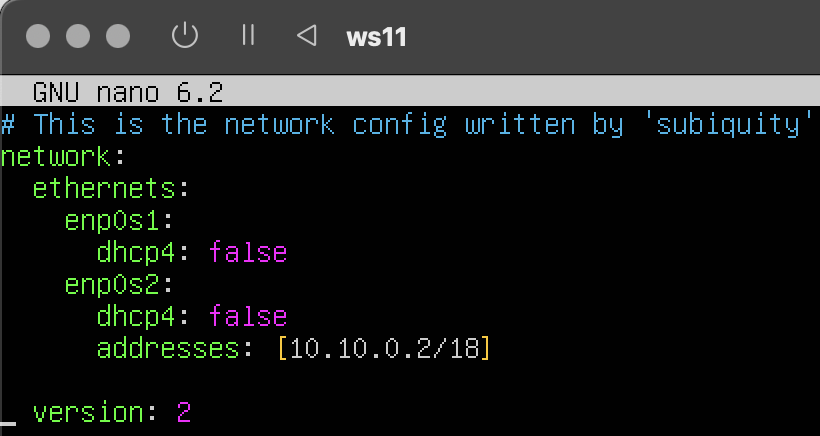 ws11
GNU nano 6.2
# This is the network config written by 'subiquity'
network:
  ethernets:
    enp0s1:
      dhcp4: false
    enp0s2:
      dhcp4: false
      addresses: [10.10.0.2/18]
  version: 2